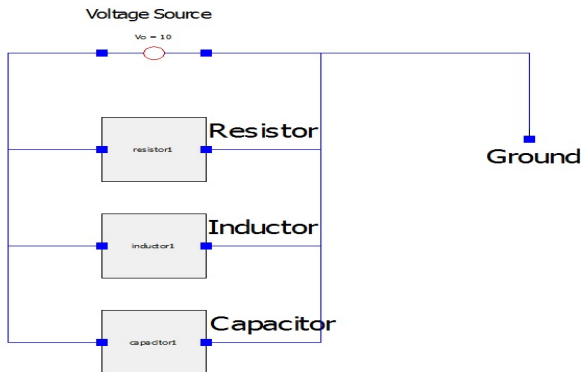 Voltage Source
Vo = 10
Resistor
resistor1
Ground
Inductor
inductor1
Capacitor
capacitor1